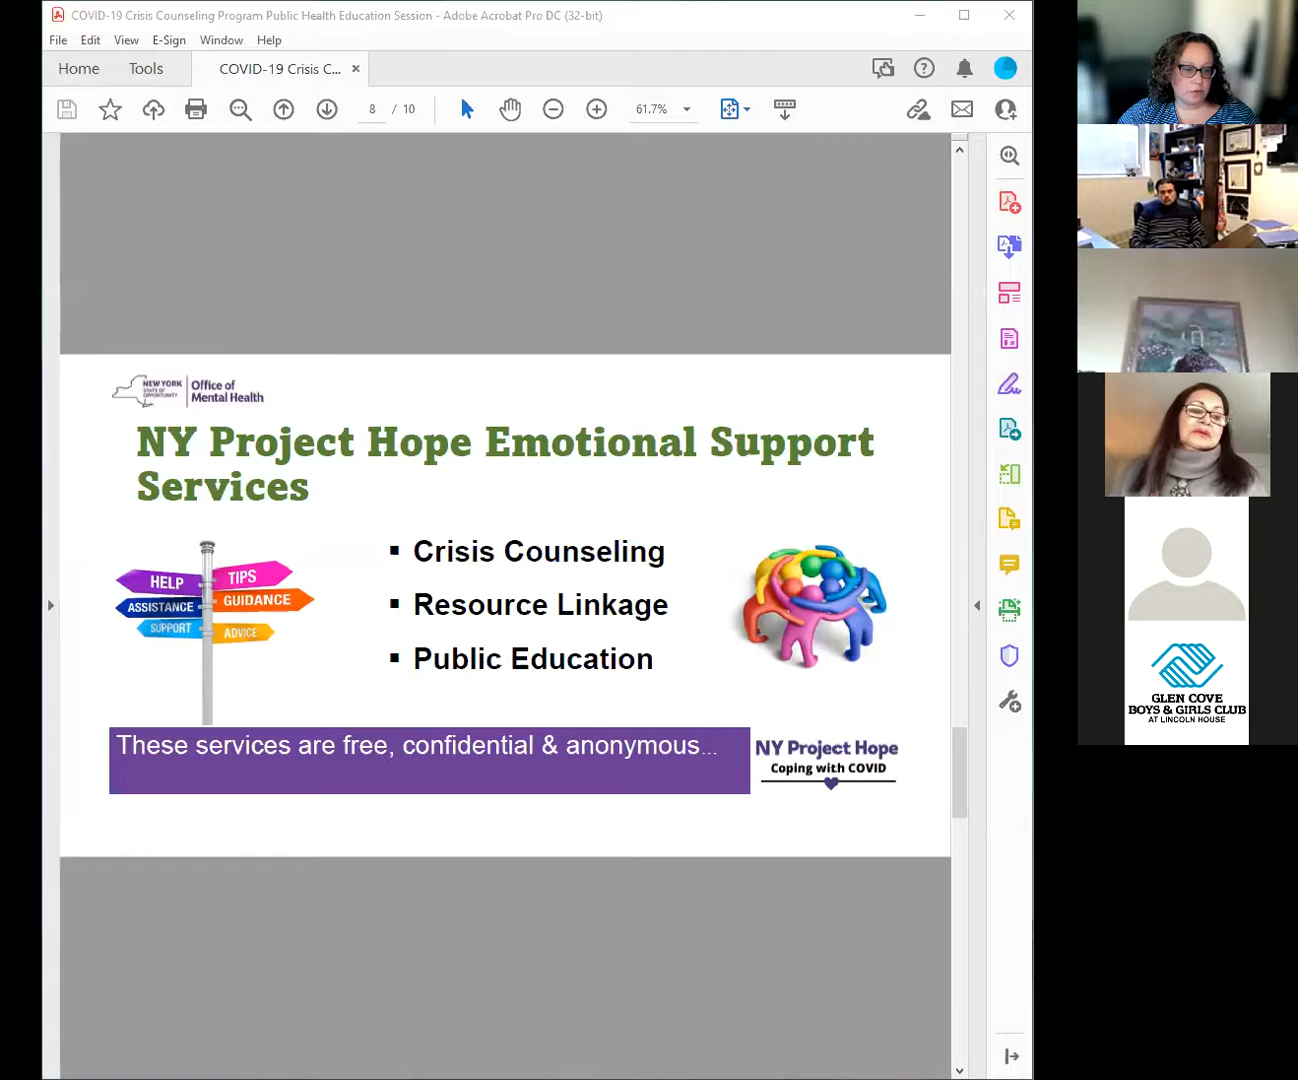 COVID-19 Crisis Counseling Program Public Health Education Session - Adobe Acrobat Pro DC (32-bit)
File Edit View E-Sign Window Help
Home Tools COVID-19 Crisis C... ×
8 / 10 61.7%
NEW YORK
STATE OF
OPPORTUNITY
Office of
Mental Health
NY Project Hope Emotional Support
Services
HELP
TIPS
ASSISTANCE
GUIDANCE
SUPPORT
ADVICE
▪ Crisis Counseling
▪ Resource Linkage
▪ Public Education
These services are free, confidential & anonymous...
NY Project Hope
Coping with COVID
GLEN COVE
BOYS & GIRLS CLUB
AT LINCOLN HOUSE